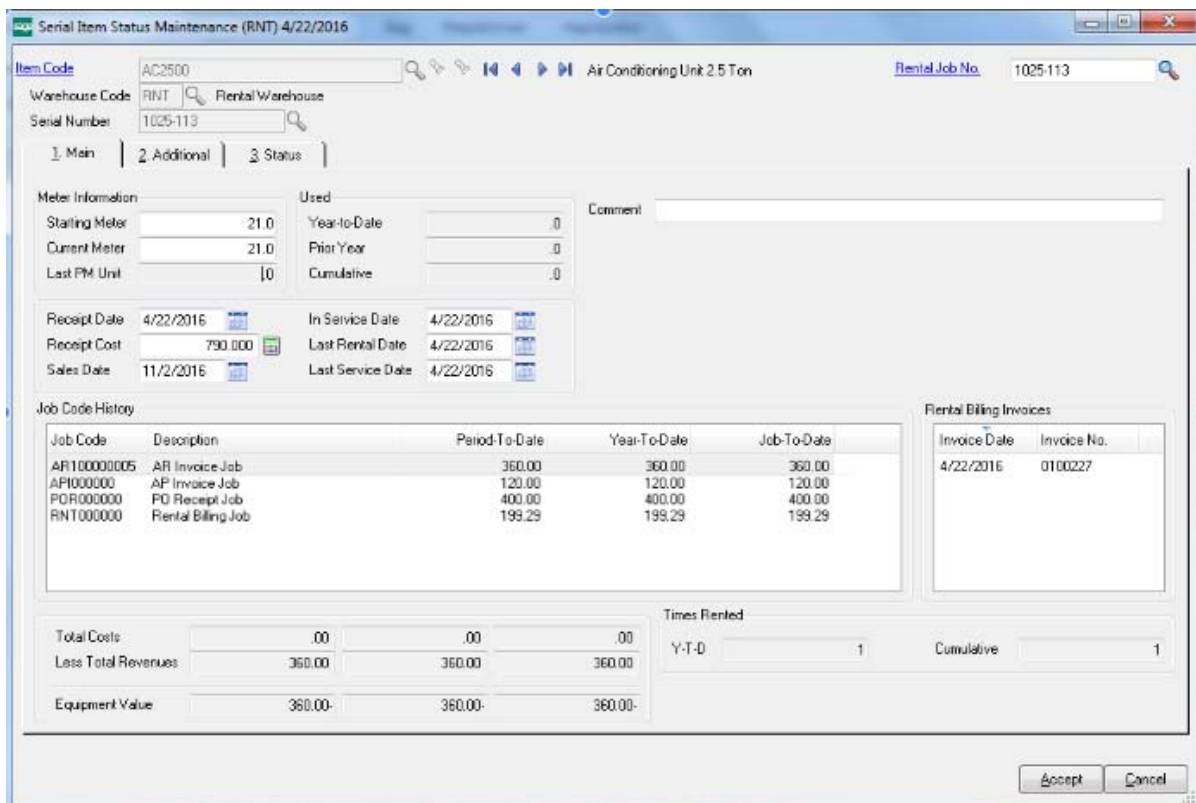 sage Serial Item Status Maintenance (RNT) 4/22/2016
Item Code AC2500 Air Conditioning Unit 2.5 Ton Rental Job No. 1025-113
Warehouse Code RNT Rental Warehouse
Serial Number 1025-113
1. Main 2. Additional 3. Status
Meter Information Used
Comment
Starting Meter 21.0 Year-to-Date .0
Current Meter 21.0 Prior Year .0
Last PM Unit .0 Cumulative .0
Receipt Date 4/22/2016 In Service Date 4/22/2016
Receipt Cost 790.000 Last Rental Date 4/22/2016
Sales Date 11/2/2016 Last Service Date 4/22/2016
Job Code History Rental Billing Invoices
Job Code Description Period-To-Date Year-To-Date Job-To-Date Invoice Date Invoice No.
AR100000005 AR Invoice Job 360.00 360.00 360.00 4/22/2016 0100227
API000000 AP Invoice Job 120.00 120.00 120.00
POR000000 PO Receipt Job 400.00 400.00 400.00
RNT000000 Rental Billing Job 199.29 199.29 199.29
Times Rented
Total Costs .00 .00 .00
Y-T-D 1 Cumulative 1
Less Total Revenues 360.00 360.00 360.00
Equipment Value 360.00- 360.00- 360.00-
Accept Cancel